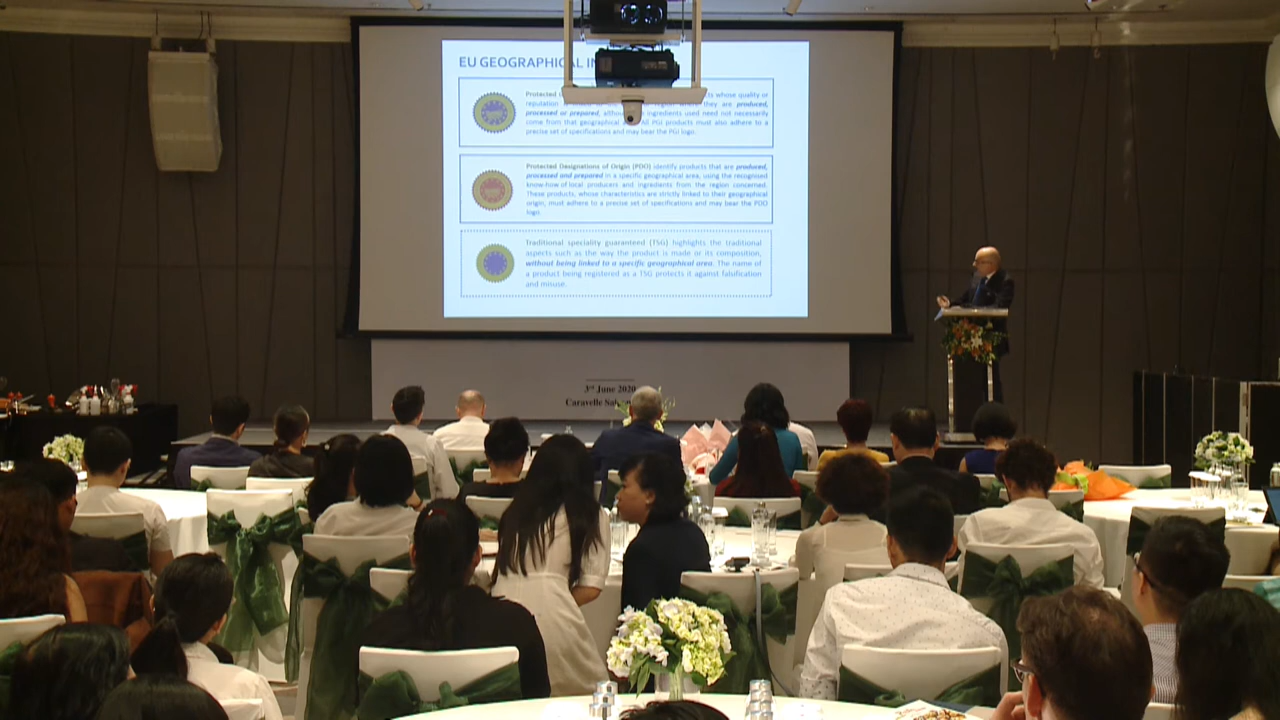 EU GEOGRAPHICAL IN
Protected cts whose quality or
reputation region where they are produced,
processed or prepared, ingredients used need not necessarily
come from that geographical All PGI products must also adhere to a
precise set of specifications and may bear the PGI logo.
Protected Designations of Origin (PDO) identify products that are produced,
processed and prepared in a specific geographical area, using the recognised
know-how of local producers and ingredients from the region concerned.
These products, whose characteristics are strictly linked to their geographical
origin, must adhere to a precise set of specifications and may bear the PDO
logo.
Traditional speciality guaranteed (TSG) highlights the traditional
aspects such as the way the product is made or its composition,
without being linked to a specific geographical area. The name of
a product being registered as a TSG protects it against falsification
and misuse.
3rd June 2020
Caravelle